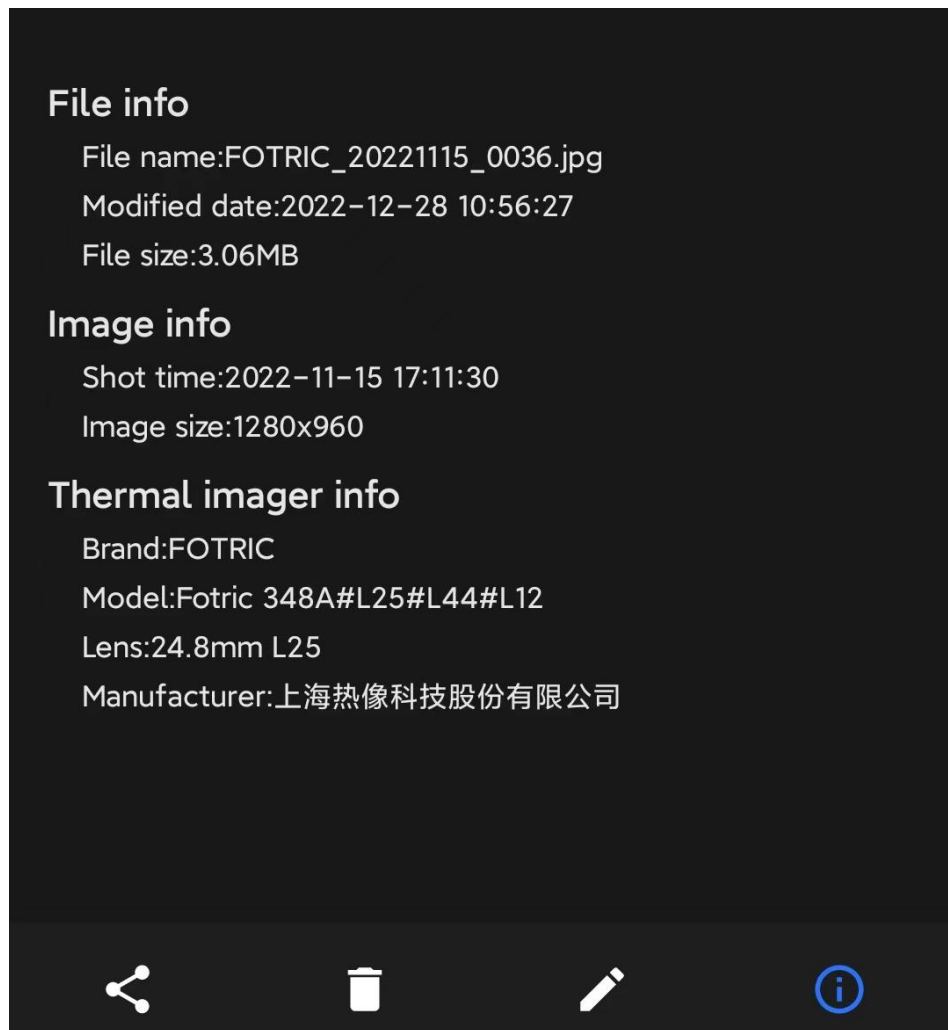 File info
File name:FOTRIC_20221115_0036.jpg
Modified date:2022-12-28 10:56:27
File size:3.06MB
Image info
Shot time:2022-11-15 17:11:30
Image size:1280x960
Thermal imager info
Brand:FOTRIC
Model:Fotric 348A#L25#L44#L12
Lens:24.8mm L25
Manufacturer:上海热像科技股份有限公司